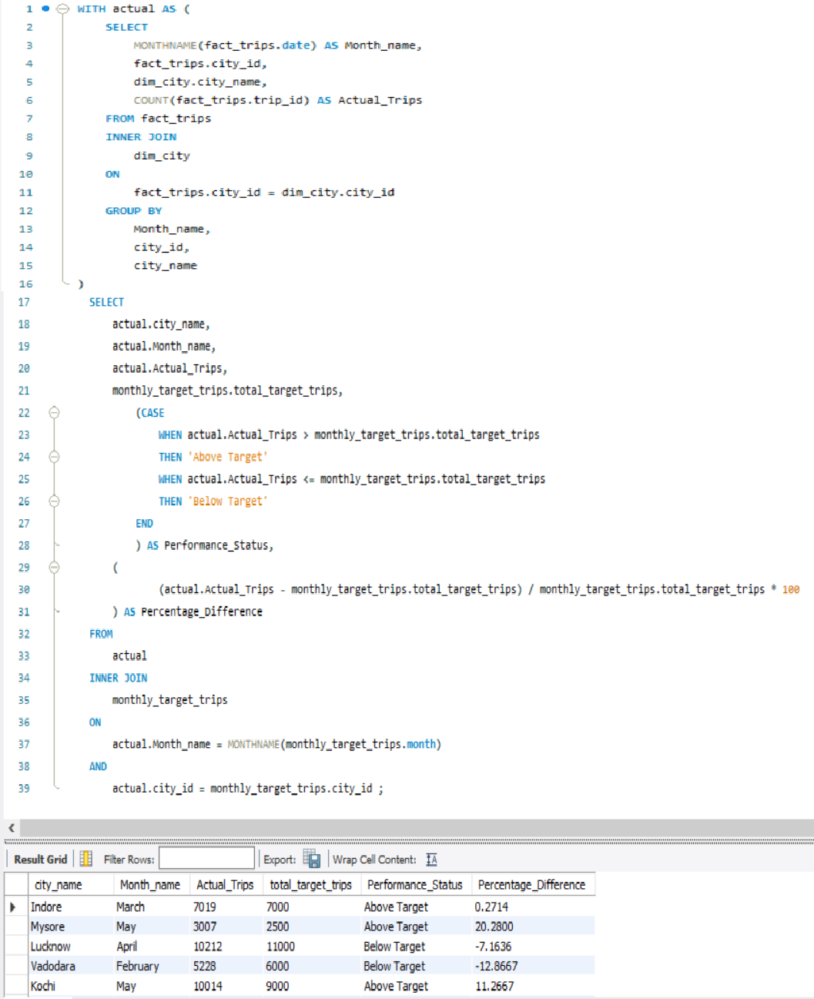 1 WITH actual AS (
2 SELECT
3 MONTHNAME(fact_trips.date) AS Month_name,
4 fact_trips.city_id,
5 dim_city.city_name,
6 COUNT(fact_trips.trip_id) AS Actual_Trips
7 FROM fact_trips
8 INNER JOIN
9 dim_city
10 ON
11 fact_trips.city_id = dim_city.city_id
12 GROUP BY
13 Month_name,
14 city_id,
15 city_name
16 )
17 SELECT
18 actual.city_name,
19 actual.Month_name,
20 actual.Actual_Trips,
21 monthly_target_trips.total_target_trips,
22 (CASE
23 WHEN actual.Actual_Trips > monthly_target_trips.total_target_trips
24 THEN 'Above Target'
25 WHEN actual.Actual_Trips <= monthly_target_trips.total_target_trips
26 THEN 'Below Target'
27 END
28 ) AS Performance_Status,
29 (
30 (actual.Actual_Trips - monthly_target_trips.total_target_trips) / monthly_target_trips.total_target_trips * 100
31 ) AS Percentage_Difference
32 FROM
33 actual
34 INNER JOIN
35 monthly_target_trips
36 ON
37 actual.Month_name = MONTHNAME(monthly_target_trips.month)
38 AND
39 actual.city_id = monthly_target_trips.city_id ;
Result Grid Filter Rows: Export: Wrap Cell Content:
city_name Month_name Actual_Trips total_target_trips Performance_Status Percentage_Difference
Indore March 7019 7000 Above Target 0.2714
Mysore May 3007 2500 Above Target 20.2800
Lucknow April 10212 11000 Below Target -7.1636
Vadodara February 5228 6000 Below Target -12.8667
Kochi May 10014 9000 Above Target 11.2667